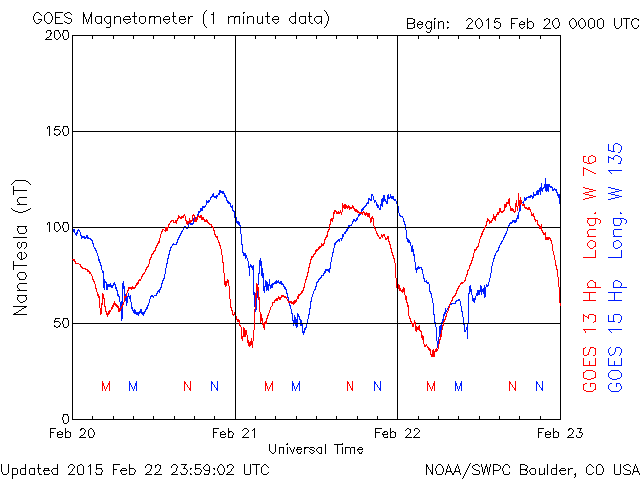 GOES Magnetometer (1 minute data)
Begin: 2015 Feb 20 0000 UTC
200
150
100
50
0
NanoTesla (nT)
M M N N M M N N M M N N
Feb 20 Feb 21 Feb 22 Feb 23
Universal Time
GOES 13 Hp Long. W 76
GOES 15 Hp Long. W 135
Updated 2015 Feb 22 23:59:02 UTC
NOAA/SWPC Boulder, CO USA